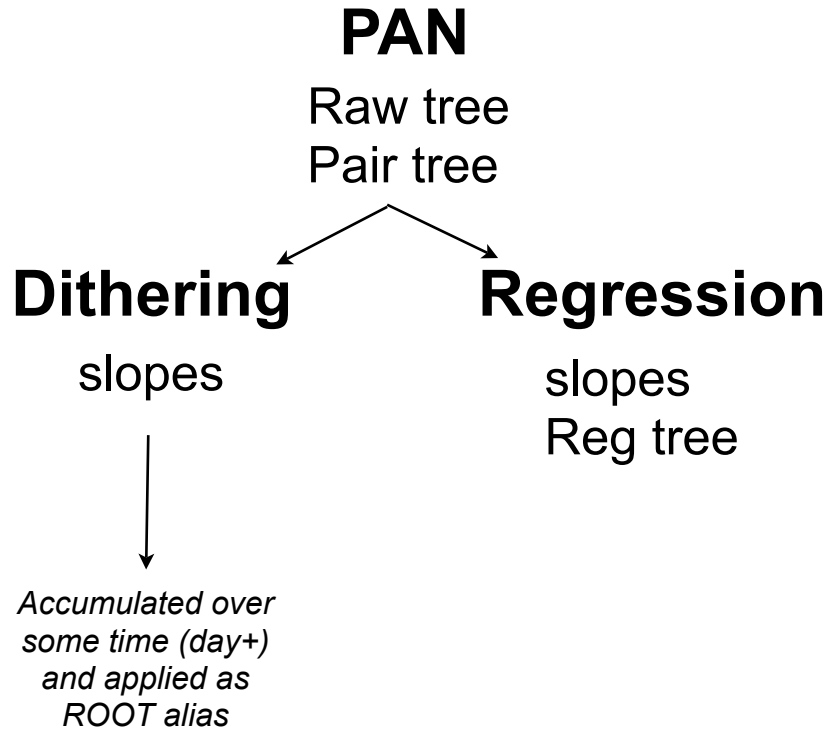 PAN
Raw tree
Pair tree
Dithering
slopes
Regression
slopes
Reg tree
Accumulated over
some time (day+)
and applied as
ROOT alias